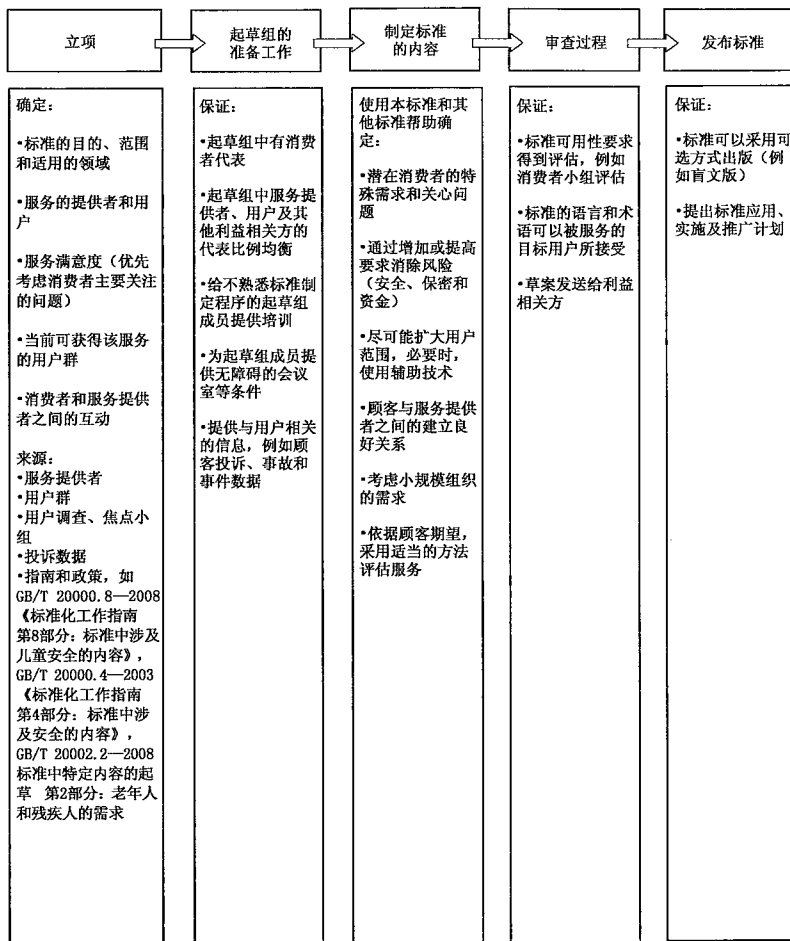 立项
起草组的
准备工作
制定标准
的内容
审查过程
发布标准
确定：
•标准的目的、范围
和适用的领域
•服务的提供者和用
户
•服务满意度（优先
考虑消费者主要关注
的问题）
•当前可获得该服务
的用户群
•消费者和服务提供
者之间的互动
来源：
•服务提供者
•用户群
•用户调查、焦点小
组
•投诉数据
•指南和政策，如
GB/T 20000.8—2008
《标准化工作指南
第8部分：标准中涉及
儿童安全的内容》，
GB/T 20000.4—2003
《标准化工作指南
第4部分：标准中涉
及安全的内容》，
GB/T 20002.2—2008
标准中特定内容的起
草 第2部分：老年人
和残疾人的需求
保证：
•起草组中有消费
者代表
•起草组中服务提
供者、用户及其
他利益相关方的
代表比例均衡
•给不熟悉标准制
定程序的起草组
成员提供培训
•为起草组成员提
供无障碍的会议
室等条件
•提供与用户相关
的信息，例如顾
客投诉、事故和
事件数据
使用本标准和其
他标准帮助确
定：
•潜在消费者的特
殊需求和关心问
题
•通过增加或提高
要求消除风险
（安全、保密和
资金）
•尽可能扩大用户
范围，必要时，
使用辅助技术
•顾客与服务提供
者之间的建立良
好关系
•考虑小规模组织
的需求
•依据顾客期望，
采用适当的方法
评估服务
保证：
•标准可用性要求
得到评估，例如
消费者小组评估
•标准的语言和术
语可以被服务的
目标用户所接受
•草案发送给利益
相关方
保证：
•标准可以采用可
选方式出版（例
如盲文版）
•提出标准应用、
实施及推广计划